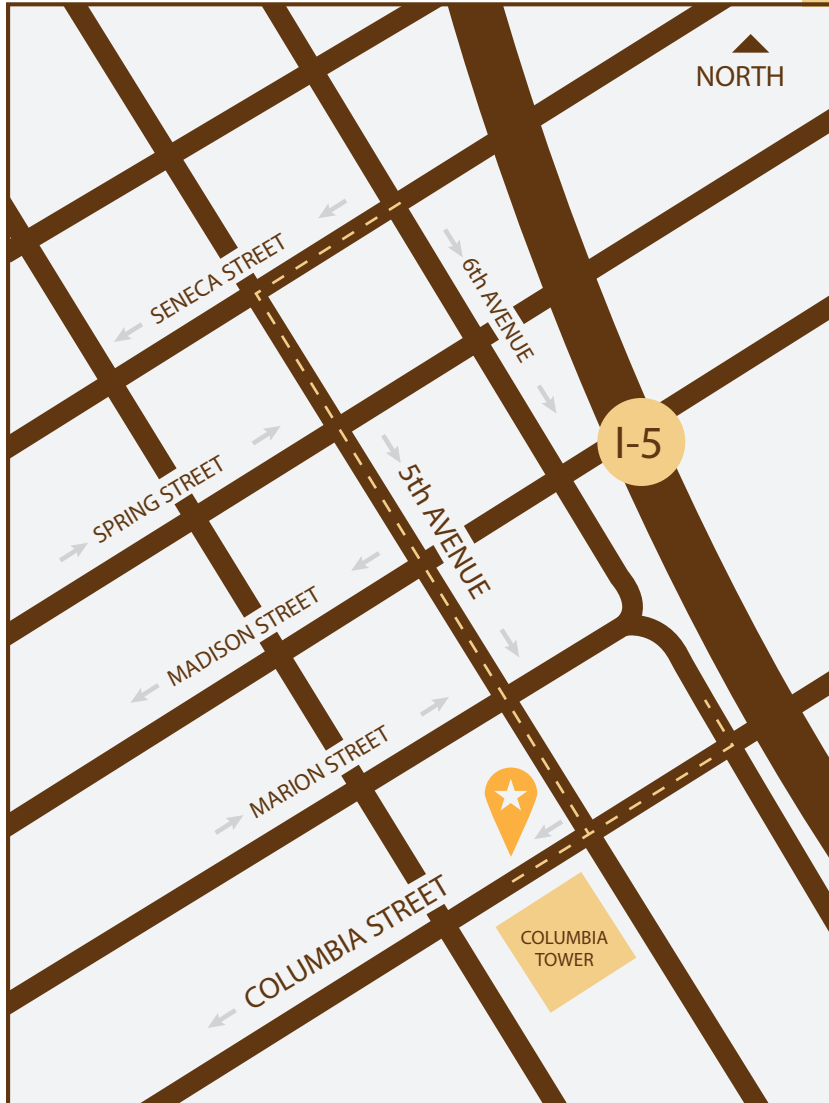 NORTH
SENECA STREET
6th AVENUE
I-5
SPRING STREET
5th AVENUE
MADISON STREET
MARION STREET
COLUMBIA STREET
COLUMBIA
TOWER